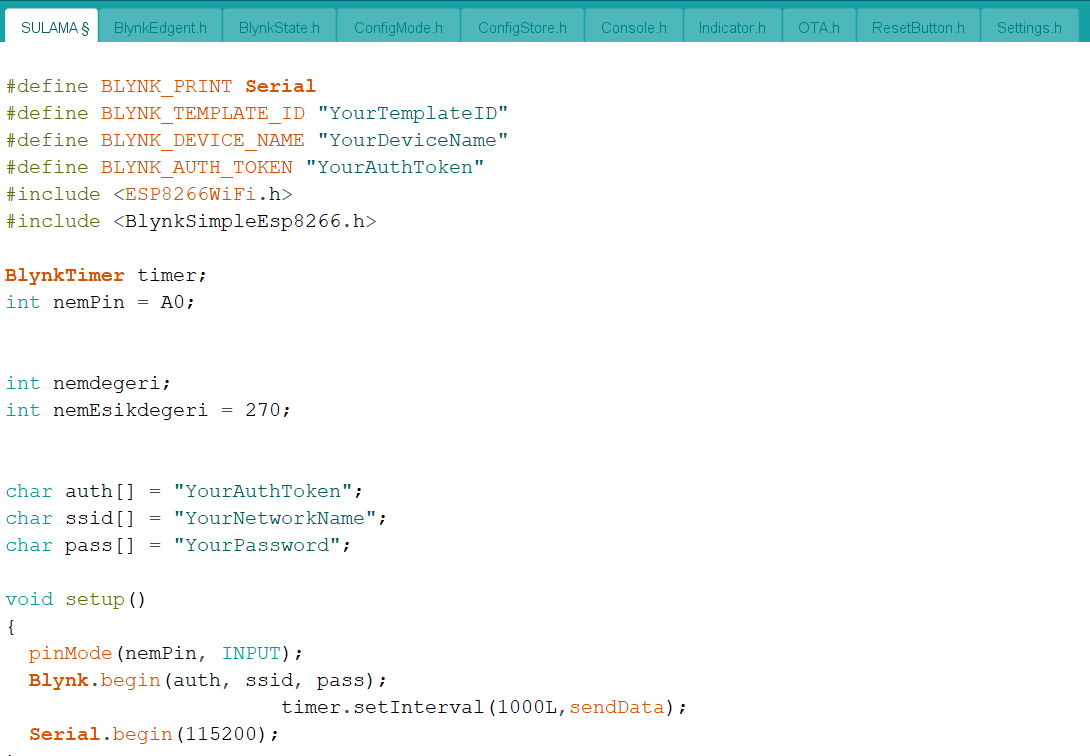 SULAMA §
BlynkEdgent.h
BlynkState.h
ConfigMode.h
ConfigStore.h
Console.h
Indicator.h
OTA.h
ResetButton.h
Settings.h
#define BLYNK_PRINT Serial
#define BLYNK_TEMPLATE_ID "YourTemplateID"
#define BLYNK_DEVICE_NAME "YourDeviceName"
#define BLYNK_AUTH_TOKEN "YourAuthToken"
#include <ESP8266WiFi.h>
#include <BlynkSimpleEsp8266.h>
BlynkTimer timer;
int nemPin = A0;
int nemdegeri;
int nemEsikdegeri = 270;
char auth[] = "YourAuthToken";
char ssid[] = "YourNetworkName";
char pass[] = "YourPassword";
void setup()
{
pinMode(nemPin, INPUT);
Blynk.begin(auth, ssid, pass);
timer.setInterval(1000L,sendData);
Serial.begin(115200);